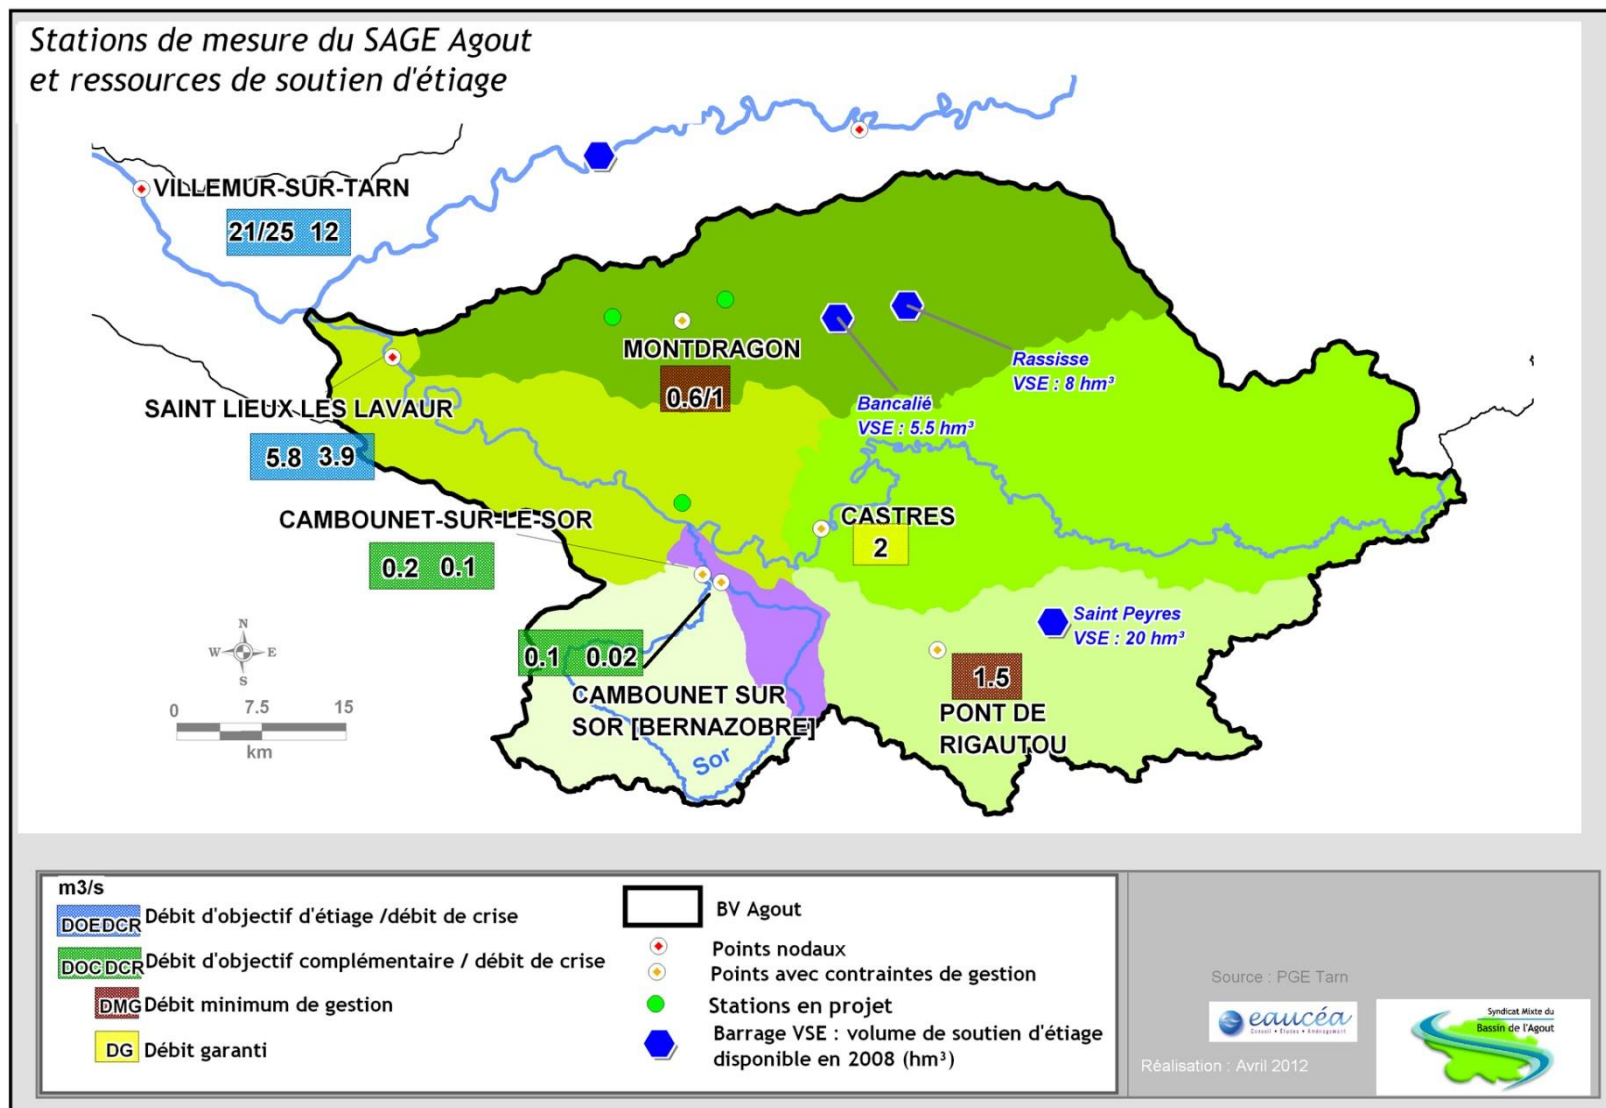 Stations de mesure du SAGE Agout
et ressources de soutien d'étiage
VILLEMUR-SUR-TARN
21/25 12
MONTDRAGON
0.6/1
Rassisse
VSE : 8 hm³
Bancalié
VSE : 5.5 hm³
SAINT LIEUX LES LAVAUR
5.8 3.9
CAMBOUNET-SUR-LE-SOR
0.2 0.1
CASTRES
2
Saint Peyres
VSE : 20 hm³
0.1 0.02
CAMBOUNET SUR
SOR [BERNAZOBRE]
1.5
PONT DE
RIGAUTOU
Sor
N
W E
S
0 7.5 15
km
m3/s
DOE DCR Débit d'objectif d'étiage /débit de crise
DOC DCR Débit d'objectif complémentaire / débit de crise
DMG Débit minimum de gestion
DG Débit garanti
BV Agout
Points nodaux
Points avec contraintes de gestion
Stations en projet
Barrage VSE : volume de soutien d'étiage
disponible en 2008 (hm³)
Source : PGE Tarn
eaucéa
Conseil • Etudes • Aménagement
Syndicat Mixte du
Bassin de l'Agout
Réalisation : Avril 2012